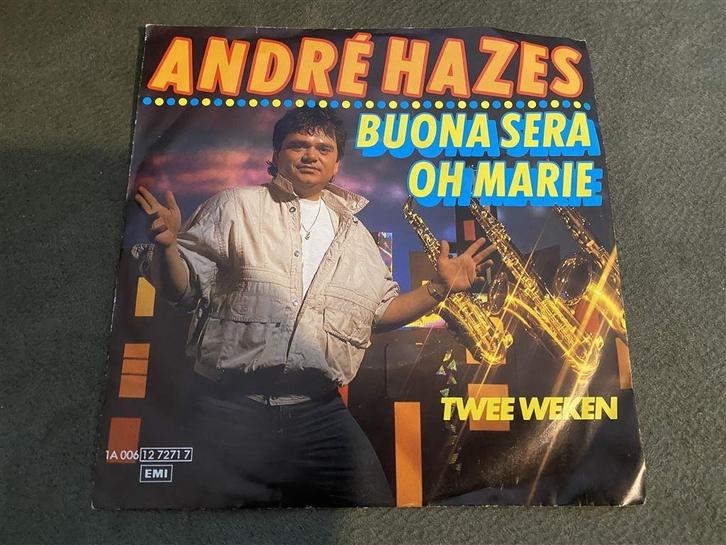 ANDRÉ HAZES
BUONA SERA
OH MARIE
TWEE WEKEN
1A 006 12 7271 7
EMI